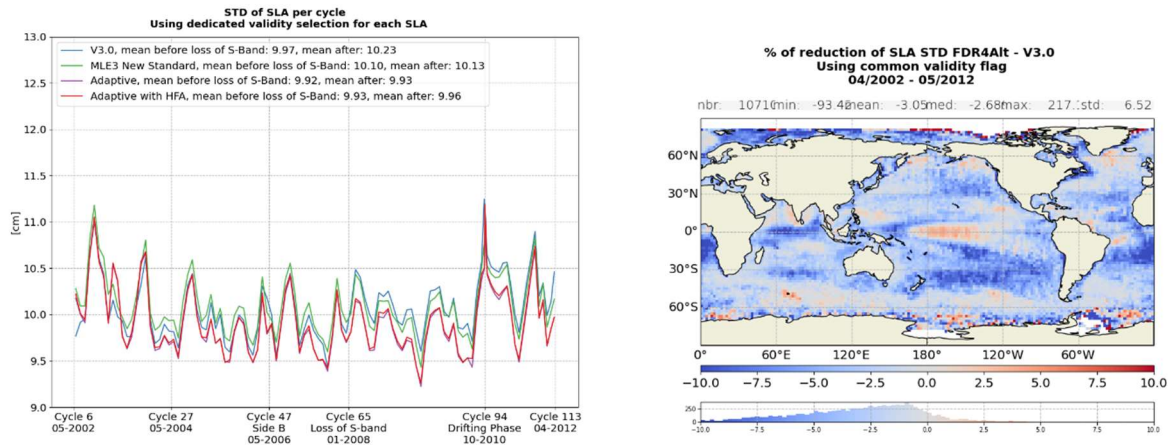 STD of SLA per cycle
Using dedicated validity selection for each SLA
13.0
12.5
12.0
11.5
11.0
10.5
10.0
9.5
9.0
[cm]
V3.0, mean before loss of S-Band: 9.97, mean after: 10.23
MLE3 New Standard, mean before loss of S-Band: 10.10, mean after: 10.13
Adaptive, mean before loss of S-Band: 9.92, mean after: 9.93
Adaptive with HFA, mean before loss of S-Band: 9.93, mean after: 9.96
Cycle 6
05-2002
Cycle 27
05-2004
Cycle 47
Side B
05-2006
Cycle 65
Loss of S-band
01-2008
Cycle 94
Drifting Phase
10-2010
Cycle 113
04-2012
% of reduction of SLA STD FDR4Alt - V3.0
Using common validity flag
04/2002 - 05/2012
nbr: 10710 min: -93.42 mean: -3.05 med: -2.68 max: 217. std: 6.52
60°N
30°N
0°
30°S
60°S
0° 60°E 120°E 180°W 120°W 60°W
−10.0 −7.5 −5.0 −2.5 0.0 2.5 5.0 7.5 10.0
250
0
−10.0 −7.5 −5.0 −2.5 0.0 2.5 5.0 7.5 10.0